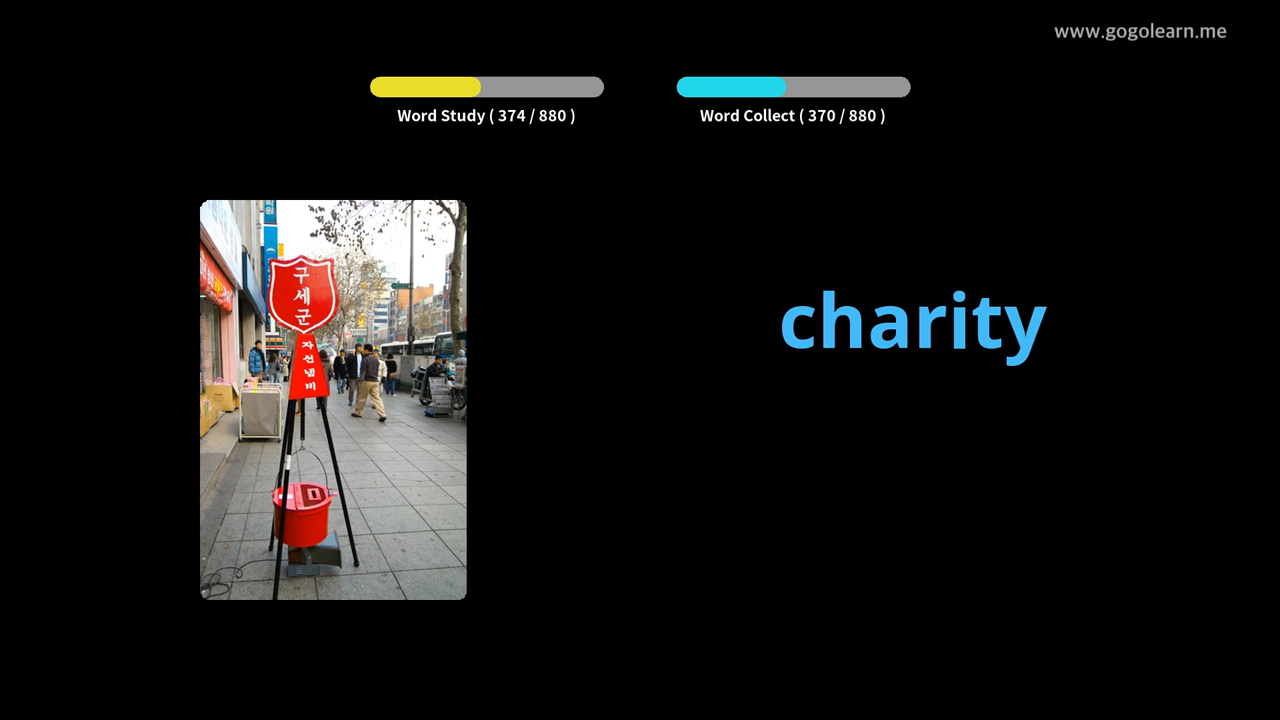 www.gogolearn.me
Word Study ( 374 / 880 )
Word Collect ( 370 / 880 )
구
세
군
자
선
냄
비
charity